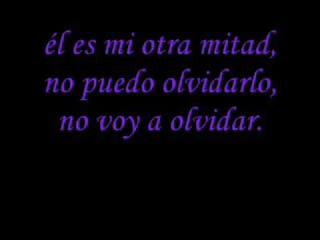 él es mi otra mitad,
no puedo olvidarlo,
no voy a olvidar.